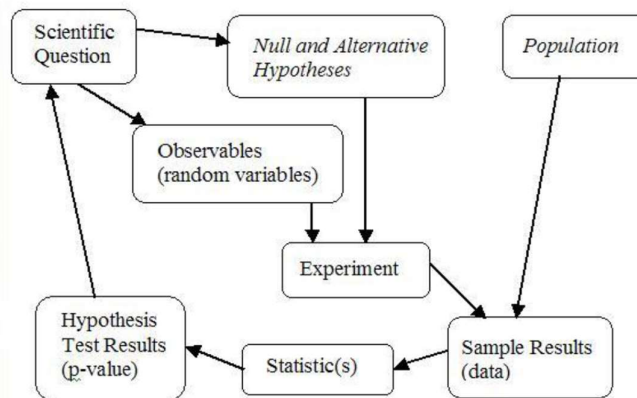 Scientific
Question
Null and Alternative
Hypotheses
Population
Observables
(random variables)
Experiment
Hypothesis
Test Results
(p-value)
Statistic(s)
Sample Results
(data)